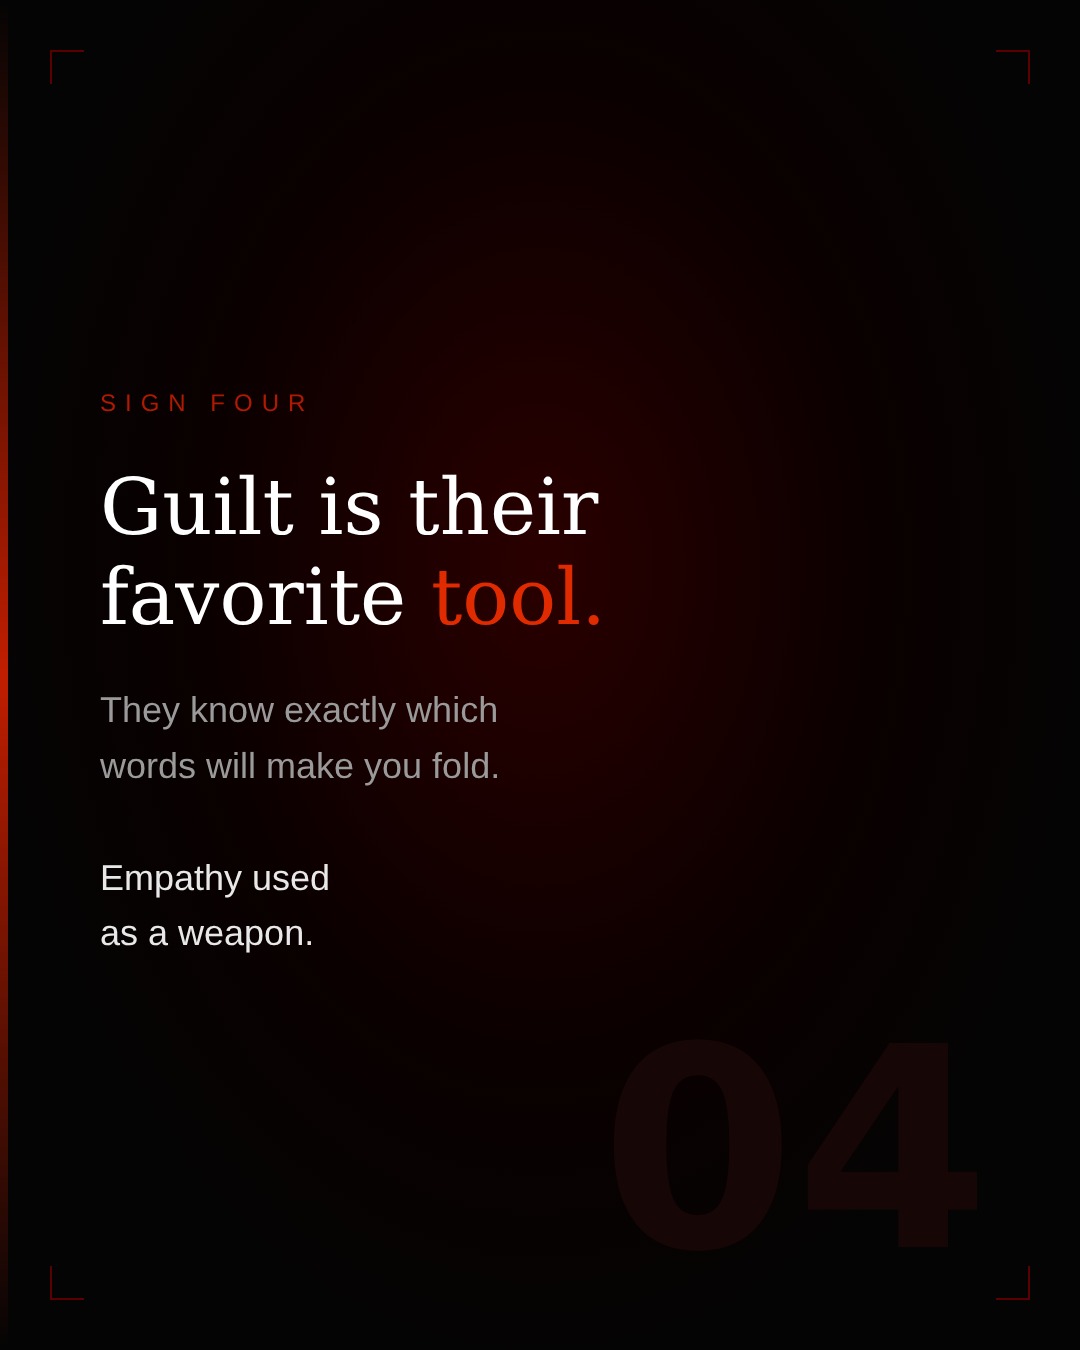 SIGN FOUR
Guilt is their
favorite tool.
They know exactly which
words will make you fold.
Empathy used
as a weapon.
04